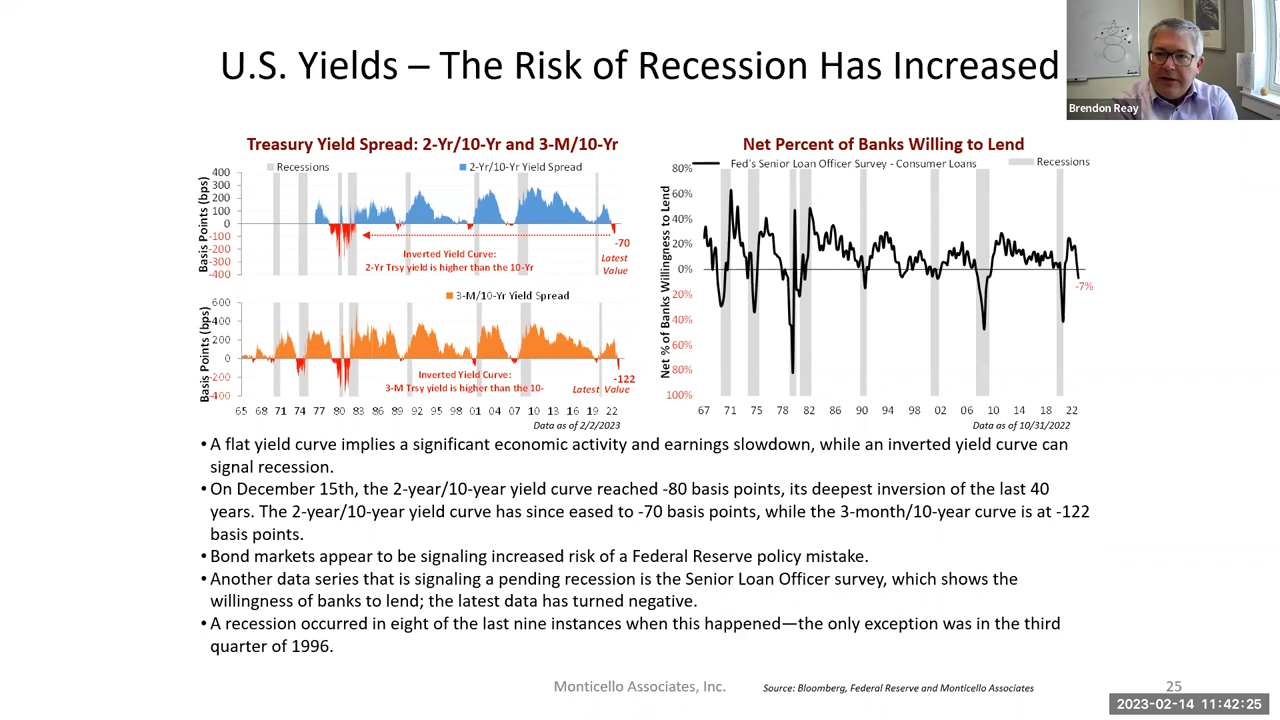 U.S. Yields – The Risk of Recession Has Increased
Brendon Reay
Treasury Yield Spread: 2-Yr/10-Yr and 3-M/10-Yr
Recessions
2-Yr/10-Yr Yield Spread
Basis Points (bps)
400
300
200
100
0
-100
-200
-300
-400
-70
Latest
Value
Inverted Yield Curve:
2-Yr Trsy yield is higher than the 10-Yr
3-M/10-Yr Yield Spread
Basis Points (bps)
600
400
200
0
-200
-400
Inverted Yield Curve:
3-M Trsy yield is higher than the 10-
-122
Latest Value
65 68 71 74 77 80 83 86 89 92 95 98 01 04 07 10 13 16 19 22
Data as of 2/2/2023
Net Percent of Banks Willing to Lend
Fed's Senior Loan Officer Survey - Consumer Loans
Recessions
Net % of Banks Willingness to Lend
80%
60%
40%
20%
0%
20%
40%
60%
80%
100%
-7%
67 71 75 79 82 86 90 94 98 02 06 10 14 18 22
Data as of 10/31/2022
• A flat yield curve implies a significant economic activity and earnings slowdown, while an inverted yield curve can
signal recession.
• On December 15th, the 2-year/10-year yield curve reached -80 basis points, its deepest inversion of the last 40
years. The 2-year/10-year yield curve has since eased to -70 basis points, while the 3-month/10-year curve is at -122
basis points.
• Bond markets appear to be signaling increased risk of a Federal Reserve policy mistake.
• Another data series that is signaling a pending recession is the Senior Loan Officer survey, which shows the
willingness of banks to lend; the latest data has turned negative.
• A recession occurred in eight of the last nine instances when this happened—the only exception was in the third
quarter of 1996.
Monticello Associates, Inc.
Source: Bloomberg, Federal Reserve and Monticello Associates
25
2023-02-14 11:42:25